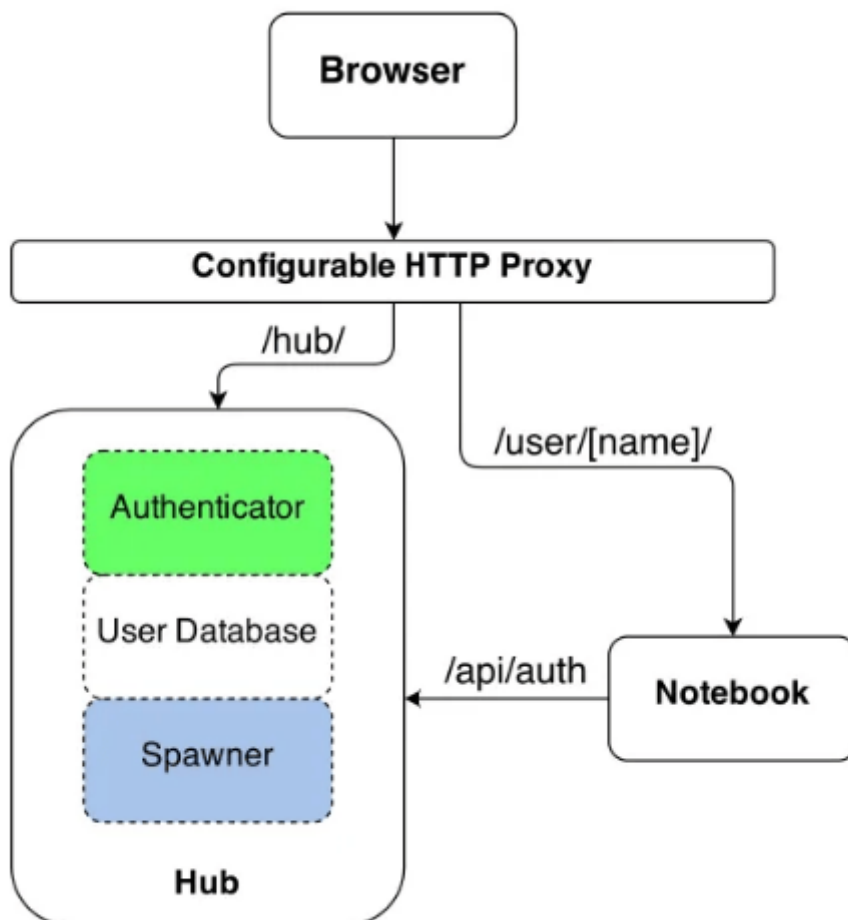 Browser
Configurable HTTP Proxy
/hub/
/user/[name]/
Authenticator
User Database
/api/auth
Notebook
Spawner
Hub